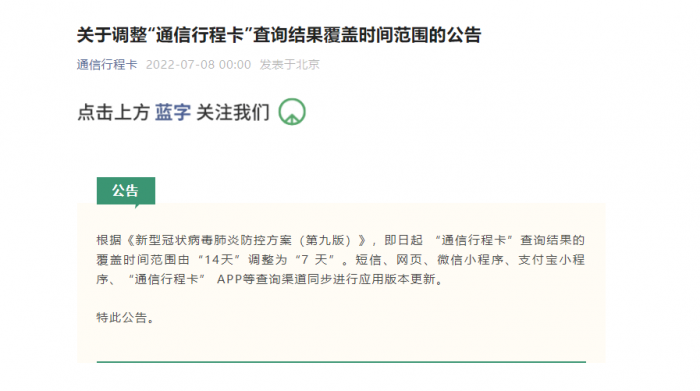 关于调整“通信行程卡”查询结果覆盖时间范围的公告
通信行程卡 2022-07-08 00:00 发表于北京
点击上方 蓝字 关注我们
公告
根据《新型冠状病毒肺炎防控方案（第九版）》，即日起 “通信行程卡”查询结果的
覆盖时间范围由“14天”调整为“7 天”。短信、网页、微信小程序、支付宝小程
序、“通信行程卡” APP等查询渠道同步进行应用版本更新。
特此公告。